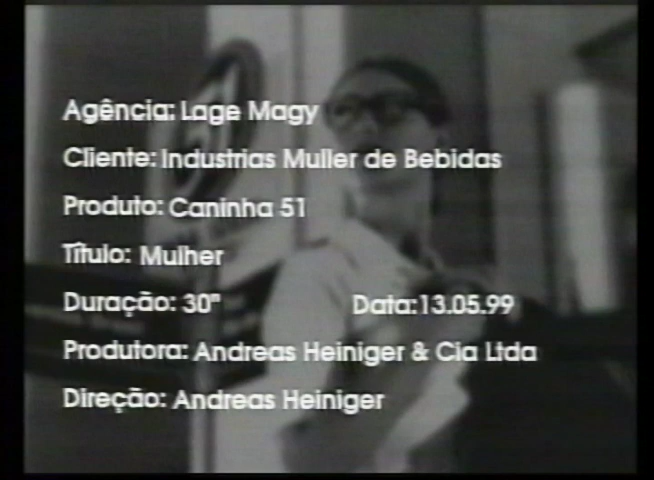 Agência: Lage Magy
Cliente: Industrias Muller de Bebidas
Produto: Caninha 51
Título: Mulher
Duração: 30" Data:13.05.99
Produtora: Andreas Heiniger & Cia Ltda
Direção: Andreas Heiniger